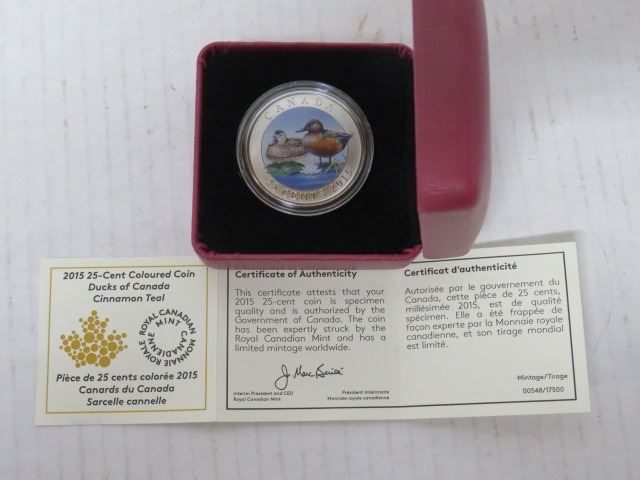 CANADA
25 CENTS 2015
2015 25-Cent Coloured Coin
Ducks of Canada
Cinnamon Teal
ROYAL CANADIAN MINT
MONNAIE ROYALE CANADIENNE
Pièce de 25 cents colorée 2015
Canards du Canada
Sarcelle cannelle
Certificate of Authenticity
This certificate attests that your
2015 25-cent coin is specimen
quality and is authorized by the
Government of Canada. The coin
has been expertly struck by the
Royal Canadian Mint and has a
limited mintage worldwide.
Interim President and CEO
Royal Canadian Mint
Président intérimaire
Monnaie royale canadienne
Certificat d'authenticité
Autorisée par le gouvernement du
Canada, cette pièce de 25 cents,
millésimée 2015, est de qualité
spécimen. Elle a été frappée de
façon experte par la Monnaie royale
canadienne, et son tirage mondial
est limité.
Mintage/Tirage
00548/17500